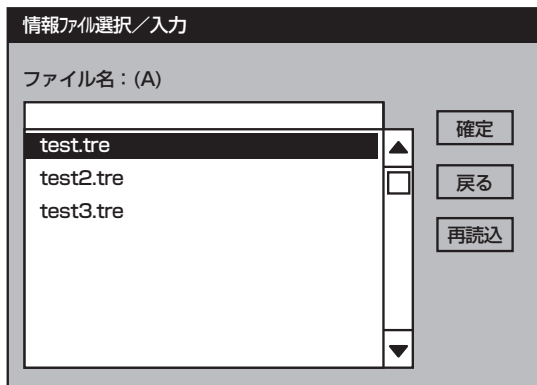 情報ﾌｧｲﾙ選択／入力
ファイル名：(A)
test.tre
test2.tre
test3.tre
確定
戻る
再読込